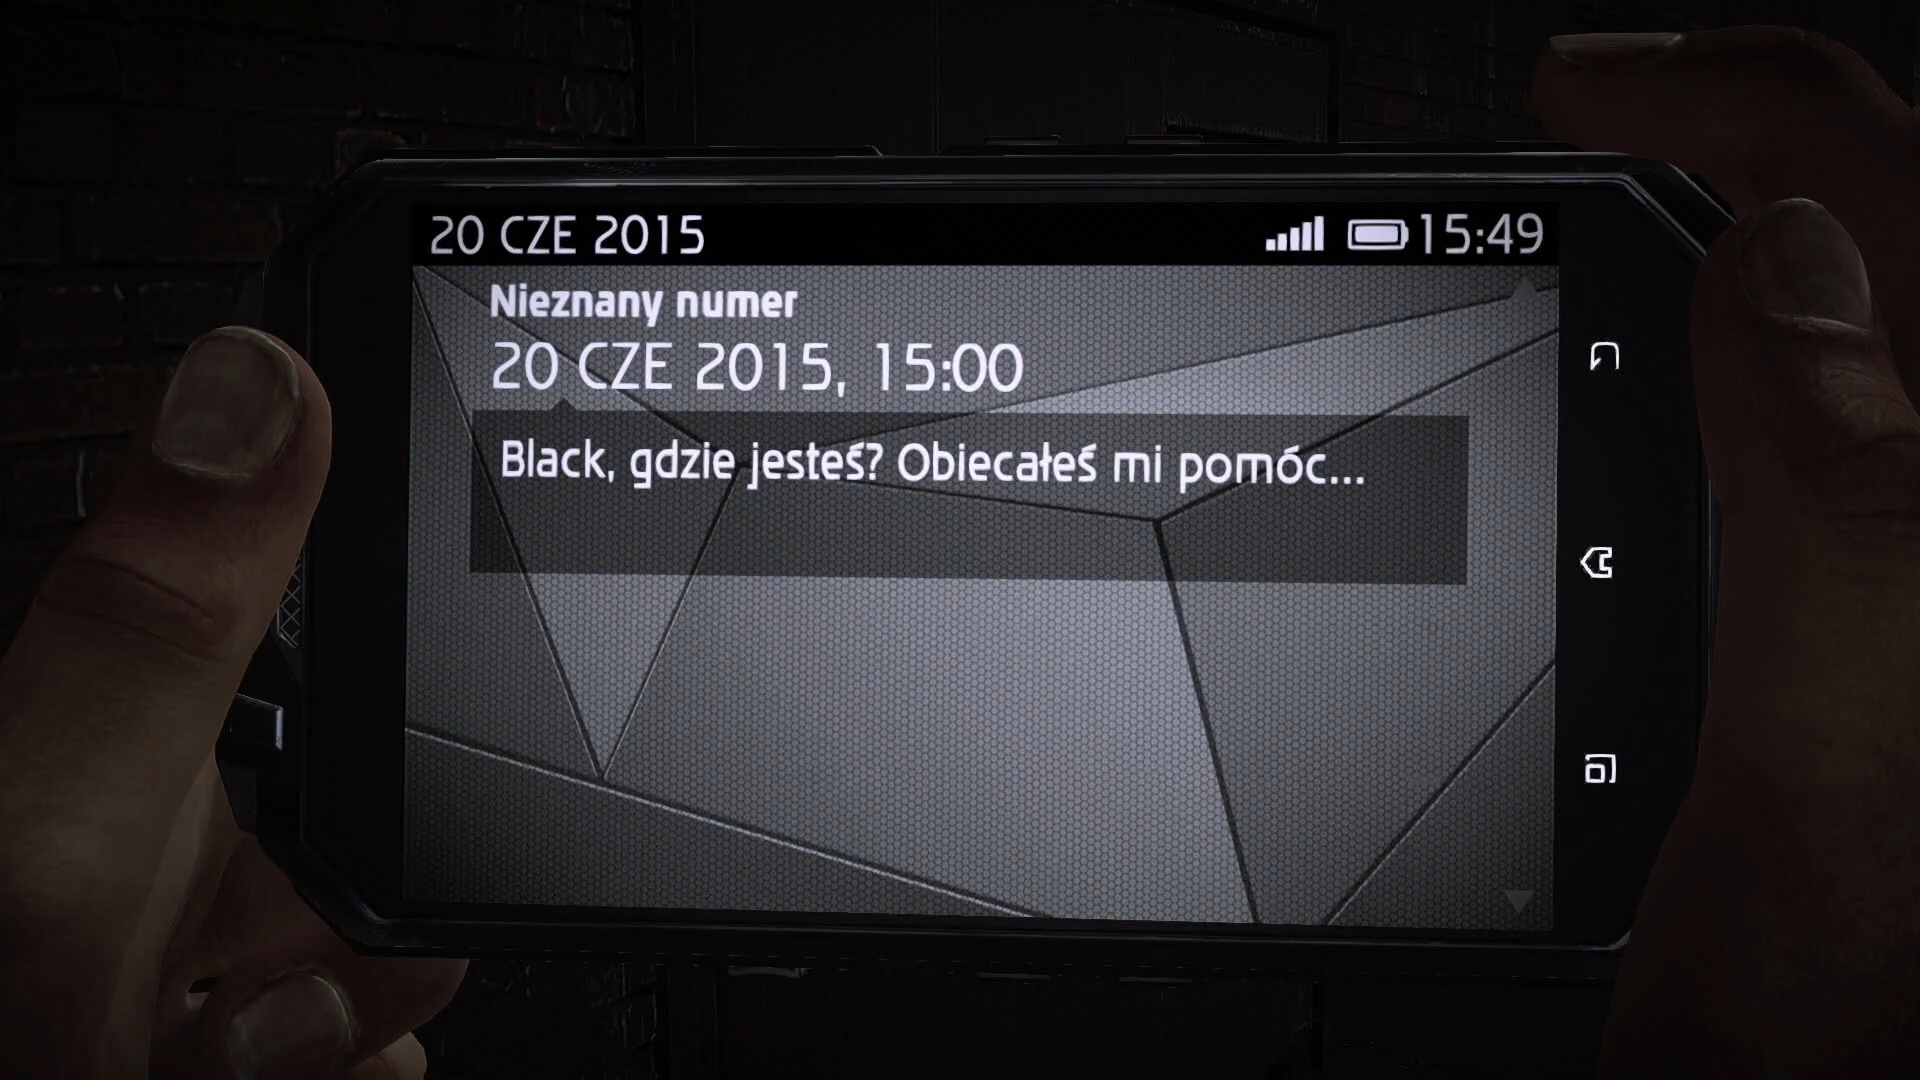 20 CZE 2015 15:49
Nieznany numer
20 CZE 2015, 15:00
Black, gdzie jesteś? Obiecałeś mi pomóc...